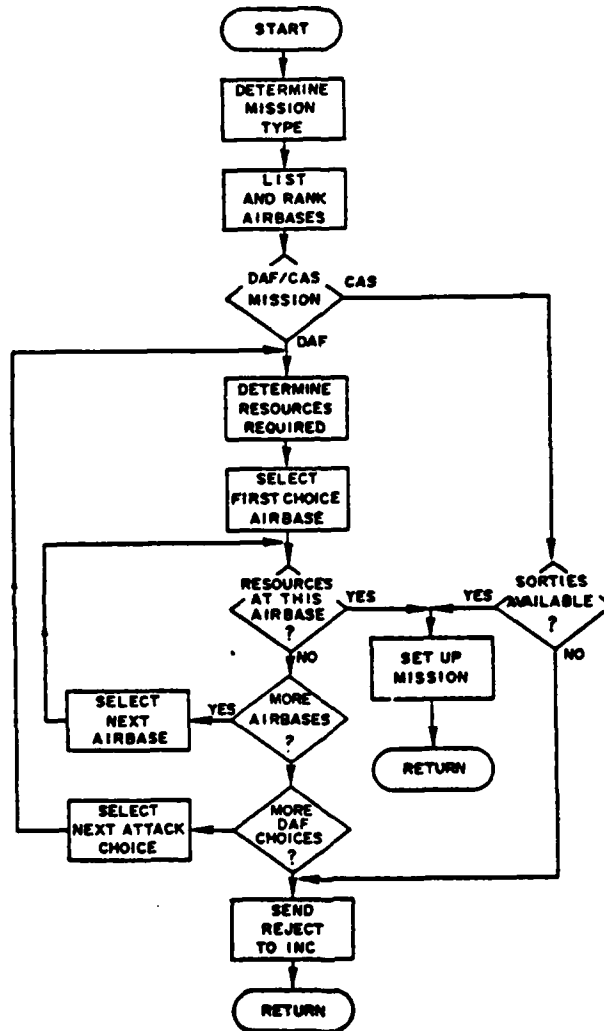 START
DETERMINE
MISSION
TYPE
LIST
AND RANK
AIRBASES
DAF/CAS
MISSION
CAS
DAF
DETERMINE
RESOURCES
REQUIRED
SELECT
FIRST CHOICE
AIRBASE
RESOURCES
AT THIS
AIRBASE
?
YES
NO
YES
SORTIES
AVAILABLE
?
NO
SET UP
MISSION
RETURN
MORE
AIRBASES
?
YES
SELECT
NEXT
AIRBASE
MORE
DAF
CHOICES
?
SELECT
NEXT ATTACK
CHOICE
SEND
REJECT
TO INC
RETURN